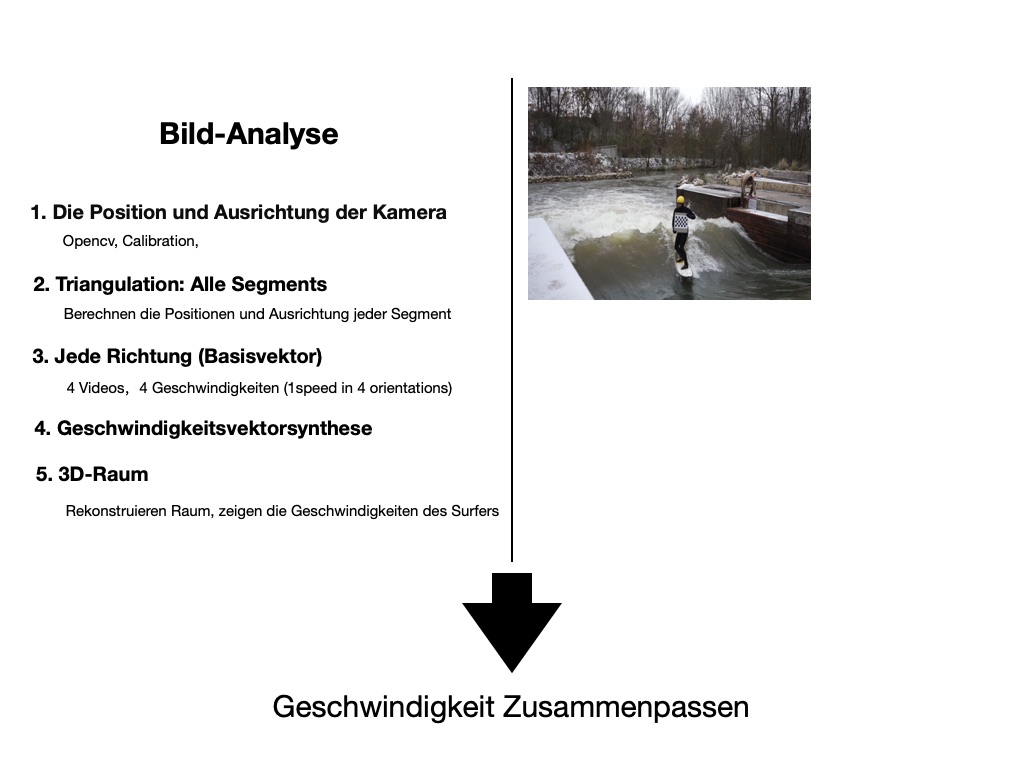 Bild-Analyse
1. Die Position und Ausrichtung der Kamera
Opencv, Calibration,
2. Triangulation: Alle Segments
Berechnen die Positionen und Ausrichtung jeder Segment
3. Jede Richtung (Basisvektor)
4 Videos，4 Geschwindigkeiten (1speed in 4 orientations)
4. Geschwindigkeitsvektorsynthese
5. 3D-Raum
Rekonstruieren Raum, zeigen die Geschwindigkeiten des Surfers
Geschwindigkeit Zusammenpassen